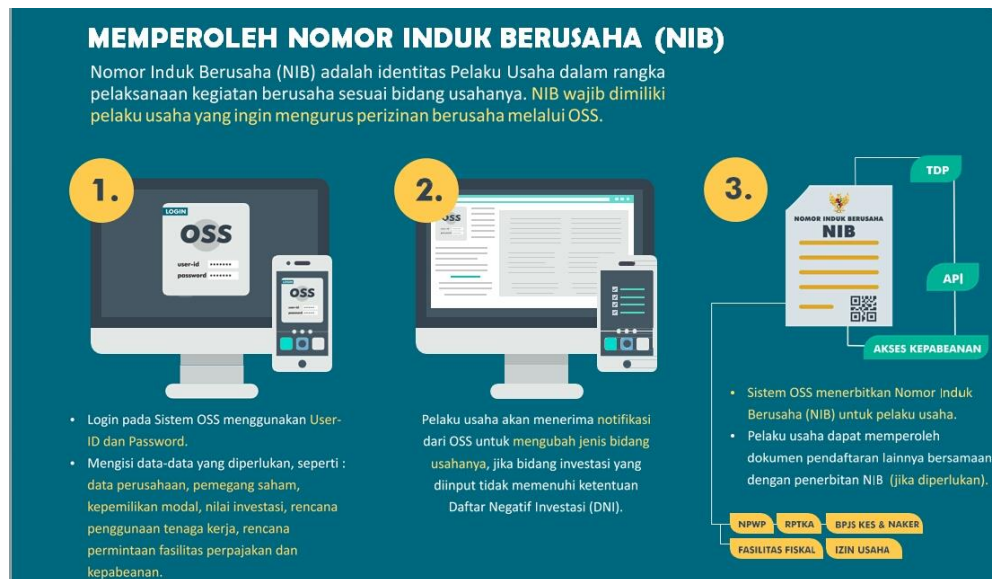 MEMPEROLEH NOMOR INDUK BERUSAHA (NIB)
Nomor Induk Berusaha (NIB) adalah identitas Pelaku Usaha dalam rangka
pelaksanaan kegiatan berusaha sesuai bidang usahanya. NIB wajib dimiliki
pelaku usaha yang ingin mengurus perizinan berusaha melalui OSS.
1.
LOGIN
OSS
user-id
password
OSS
• Login pada Sistem OSS menggunakan User-
ID dan Password.
• Mengisi data-data yang diperlukan, seperti :
data perusahaan, pemegang saham,
kepemilikan modal, nilai investasi, rencana
penggunaan tenaga kerja, rencana
permintaan fasilitas perpajakan dan
kepabeanan.
2.
OSS
Pelaku usaha akan menerima notifikasi
dari OSS untuk mengubah jenis bidang
usahanya, jika bidang investasi yang
diinput tidak memenuhi ketentuan
Daftar Negatif Investasi (DNI).
3.
NOMOR INDUK BERUSAHA
NIB
TDP
API
AKSES KEPABEANAN
• Sistem OSS menerbitkan Nomor Induk
Berusaha (NIB) untuk pelaku usaha.
• Pelaku usaha dapat memperoleh
dokumen pendaftaran lainnya bersamaan
dengan penerbitan NIB (jika diperlukan).
NPWP
RPTKA
BPJS KES & NAKER
FASILITAS FISKAL
IZIN USAHA